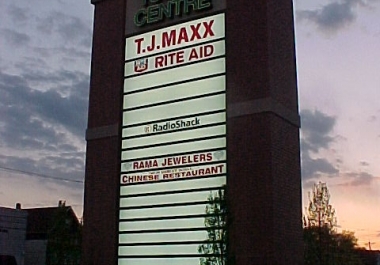 CENTRE
T.J.MAXX
RITE AID
RadioShack
RAMA JEWELERS
CHINESE RESTAURANT